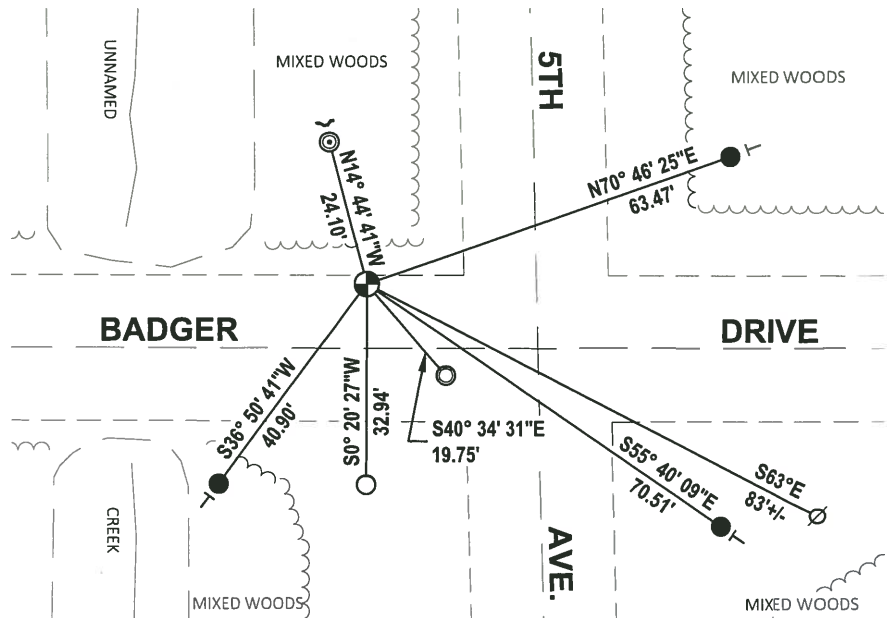 UNNAMED
MIXED WOODS
5TH
MIXED WOODS
N14° 44' 41"W
24.10'
N70° 46' 25"E
63.47'
BADGER
DRIVE
S36° 50' 41"W
40.90'
S0° 20' 27"W
32.94'
S40° 34' 31"E
19.75'
S55° 40' 09"E
70.51'
S63°E
83'+/-
T
T
T
CREEK
AVE.
MIXED WOODS
MIXED WOODS